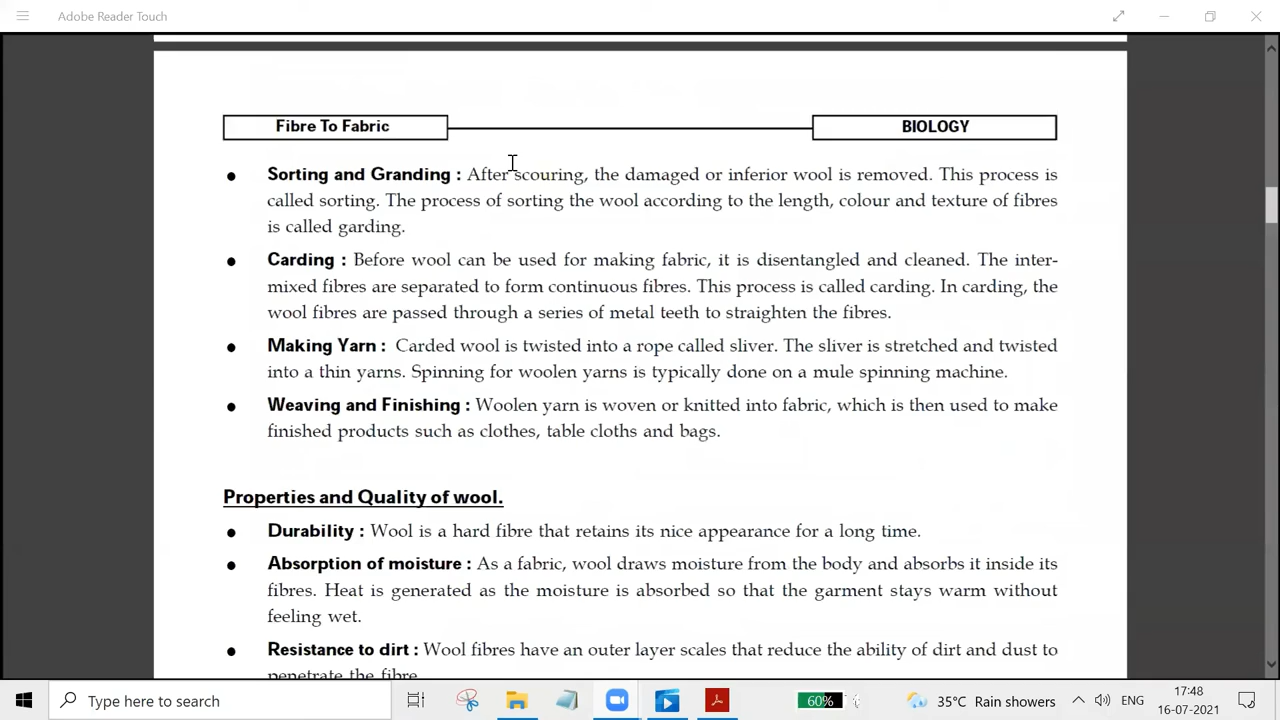 Adobe Reader Touch
Fibre To Fabric
BIOLOGY
● Sorting and Granding : After scouring, the damaged or inferior wool is removed. This process is
called sorting. The process of sorting the wool according to the length, colour and texture of fibres
is called garding.
● Carding : Before wool can be used for making fabric, it is disentangled and cleaned. The inter-
mixed fibres are separated to form continuous fibres. This process is called carding. In carding, the
wool fibres are passed through a series of metal teeth to straighten the fibres.
● Making Yarn : Carded wool is twisted into a rope called sliver. The sliver is stretched and twisted
into a thin yarns. Spinning for woolen yarns is typically done on a mule spinning machine.
● Weaving and Finishing : Woolen yarn is woven or knitted into fabric, which is then used to make
finished products such as clothes, table cloths and bags.
Properties and Quality of wool.
● Durability : Wool is a hard fibre that retains its nice appearance for a long time.
● Absorption of moisture : As a fabric, wool draws moisture from the body and absorbs it inside its
fibres. Heat is generated as the moisture is absorbed so that the garment stays warm without
feeling wet.
● Resistance to dirt : Wool fibres have an outer layer scales that reduce the ability of dirt and dust to
penetrate the fibre.
Type here to search
60%
35°C Rain showers
ENG
17:48
16-07-2021